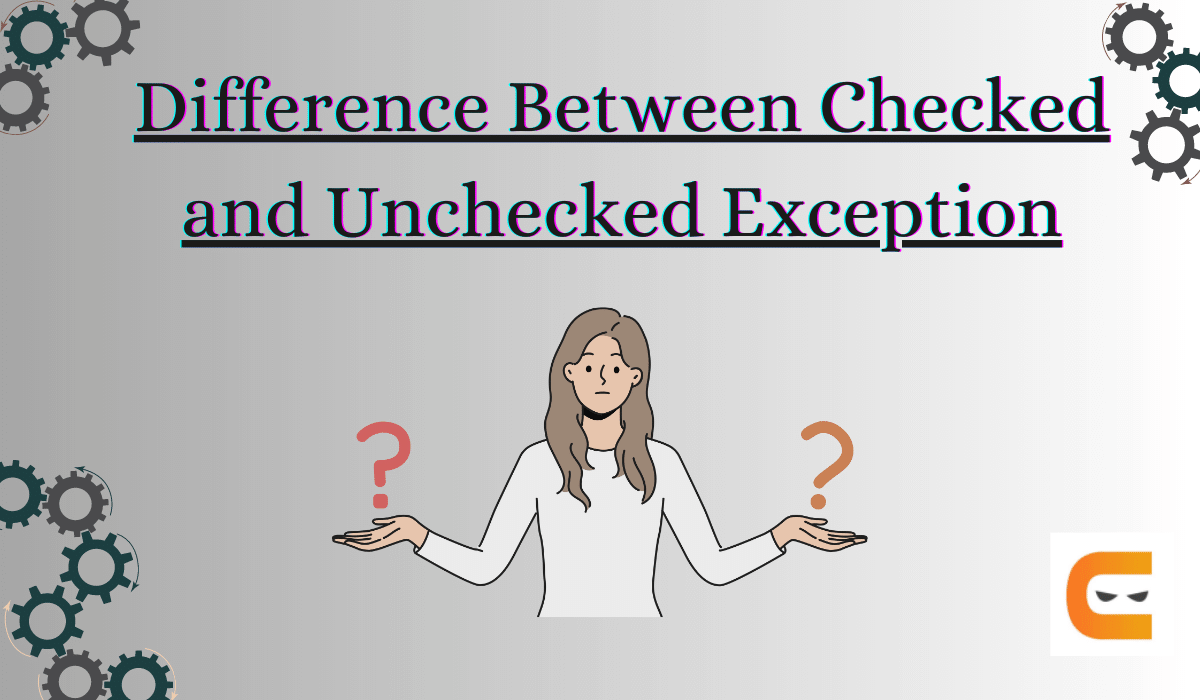 Difference Between Checked
and Unchecked Exception
? ?